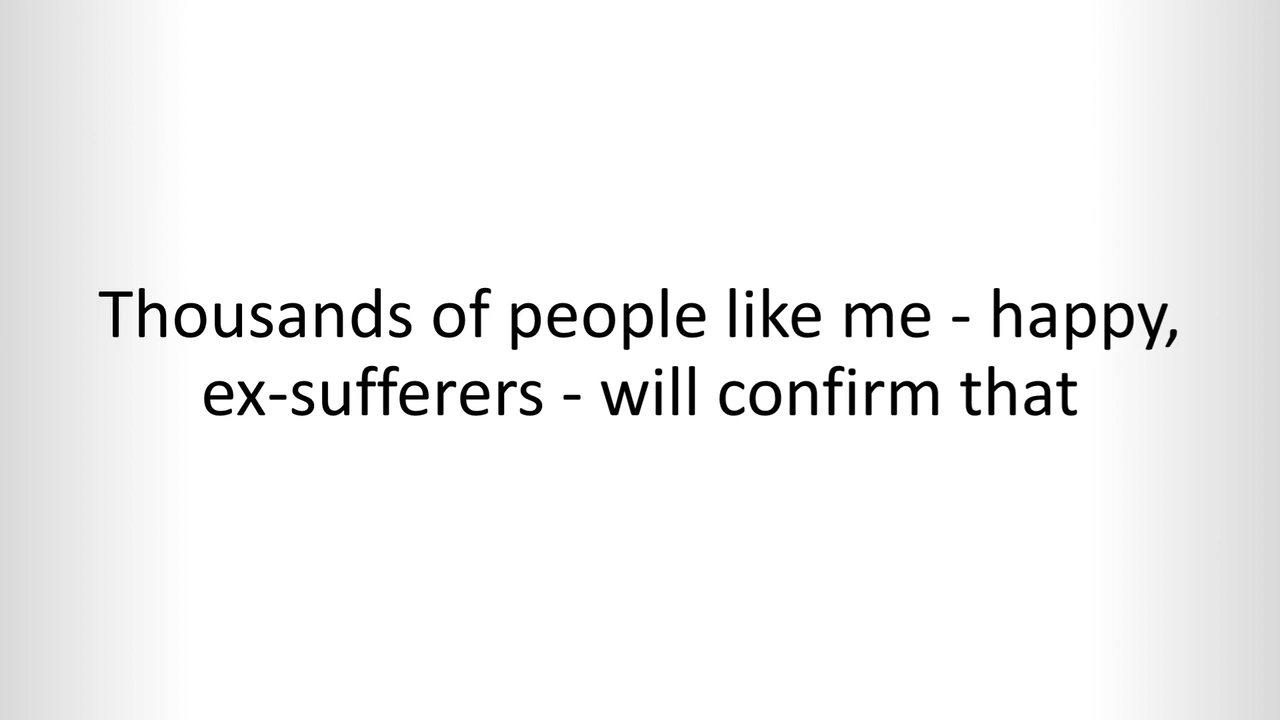 Thousands of people like me - happy,
ex-sufferers - will confirm that